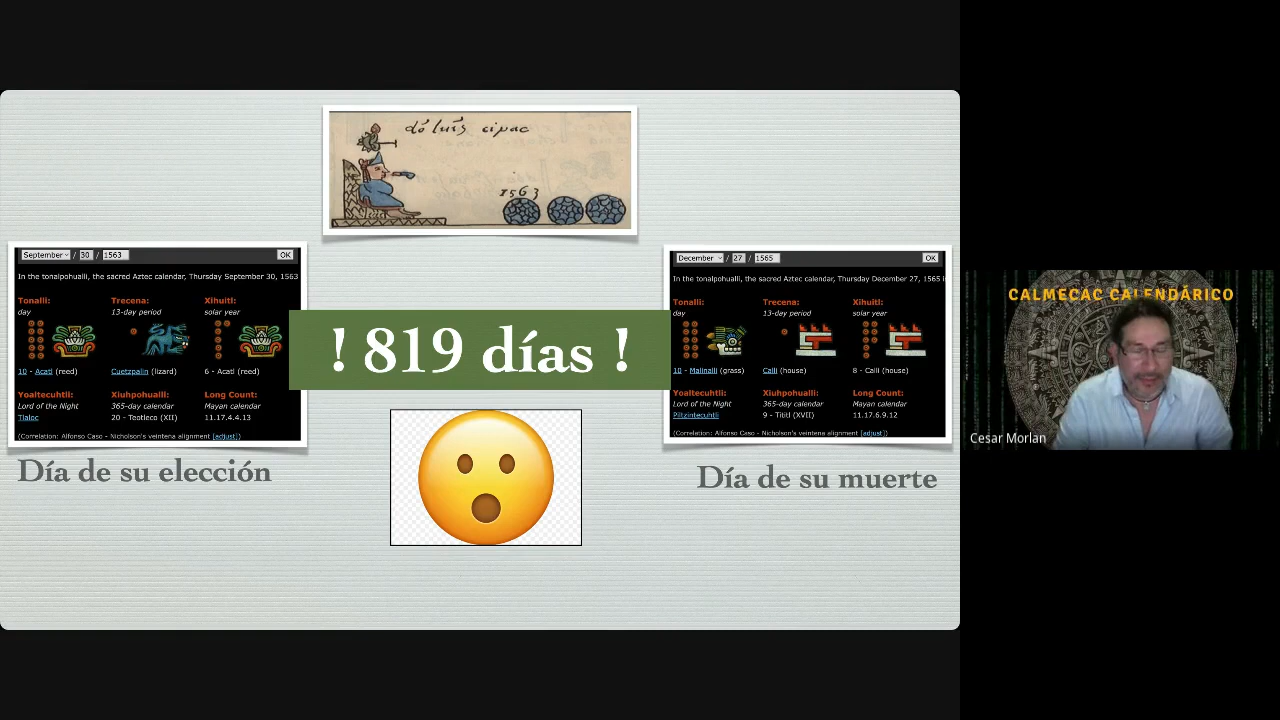 dõ luis cipac
1563
September / 30 / 1563 OK
In the tonalpohualli, the sacred Aztec calendar, Thursday September 30, 1563
Tonalli: Trecena: Xihuitl:
day 13-day period solar year
10 - Acatl (reed) Cuetzpalin (lizard) 6 - Acatl (reed)
Yoaltecuhtli: Xiuhpohualli: Long Count:
Lord of the Night 365-day calendar Mayan calendar
Tlaloc 20 - Teotleco (XII) 11.17.4.4.13
(Correlation: Alfonso Caso - Nicholson's veintena alignment [adjust])
Día de su elección
! 819 días !
December / 27 / 1565 OK
In the tonalpohualli, the sacred Aztec calendar, Thursday December 27, 1565 i
Tonalli: Trecena: Xihuitl:
day 13-day period solar year
10 - Malinalli (grass) Calli (house) 8 - Calli (house)
Yoaltecuhtli: Xiuhpohualli: Long Count:
Lord of the Night 365-day calendar Mayan calendar
Piltzintecuhtli 9 - Tititl (XVII) 11.17.6.9.12
(Correlation: Alfonso Caso - Nicholson's veintena alignment [adjust])
Día de su muerte
CALMECAC CALENDÁRICO
Cesar Morlan